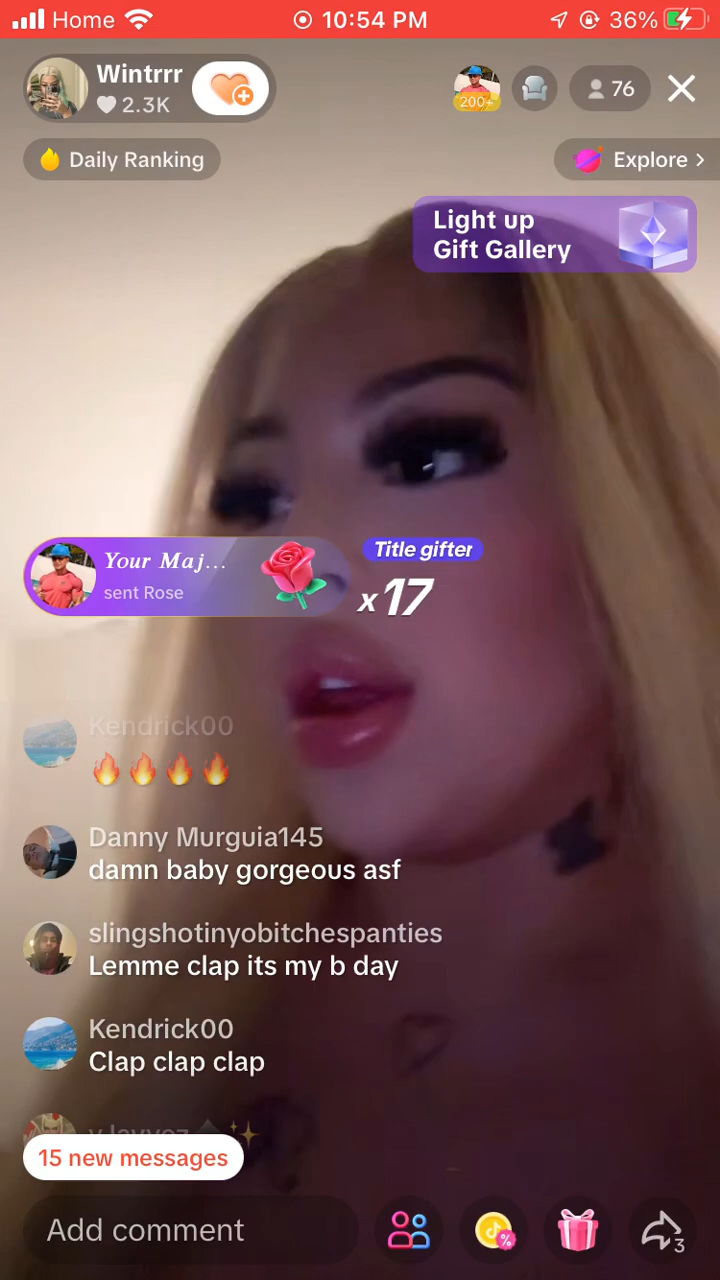 Home 10:54 PM 36%
Wintrrr
2.3K
200+
76
Daily Ranking
Explore >
Light up
Gift Gallery
Your Maj...
sent Rose
Title gifter
x17
Kendrick00
🔥🔥🔥🔥
Danny Murguia145
damn baby gorgeous asf
slingshotinyobitchespanties
Lemme clap its my b day
Kendrick00
Clap clap clap
15 new messages
Add comment
%
3